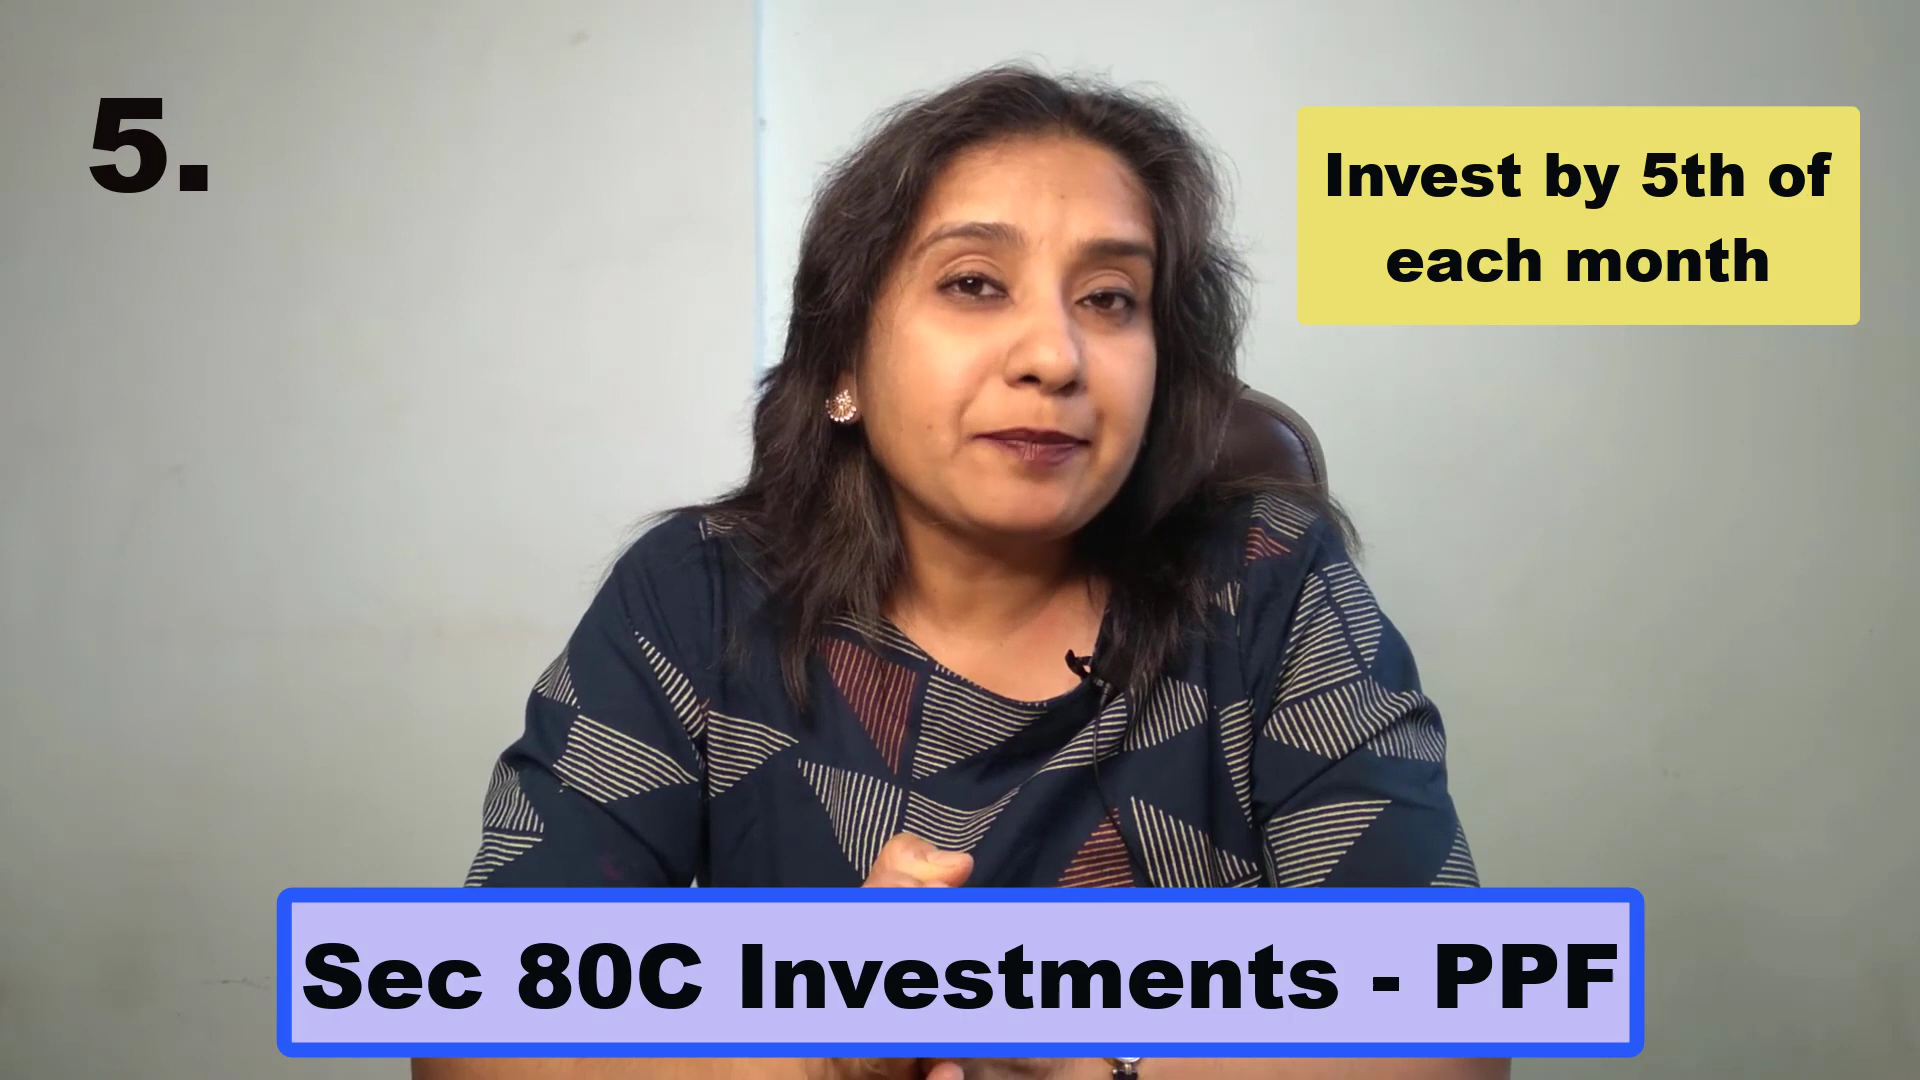 5.
Invest by 5th of
each month
Sec 80C Investments - PPF